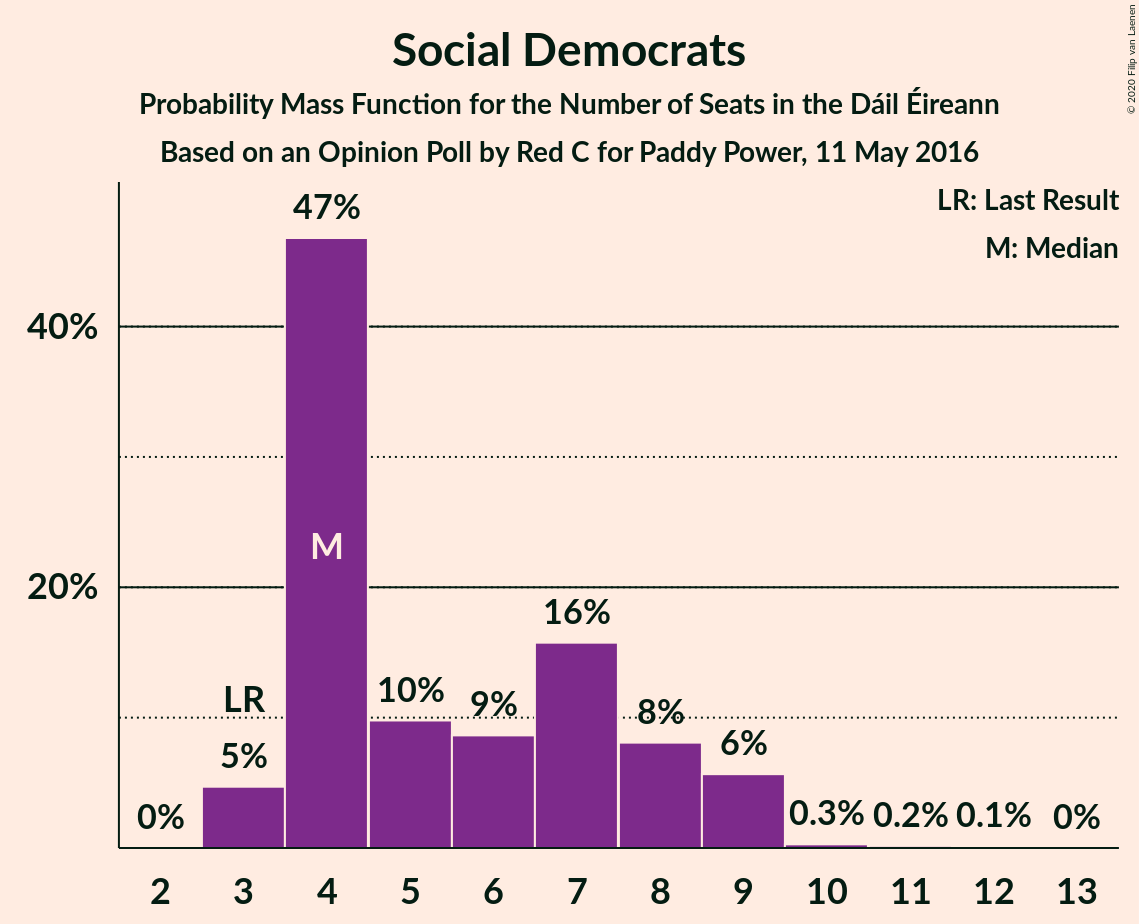 Social Democrats
Probability Mass Function for the Number of Seats in the Dáil Éireann
Based on an Opinion Poll by Red C for Paddy Power, 11 May 2016
© 2020 Filip van Laenen
LR: Last Result
M: Median
47%
40%
M
20%
16%
LR
10%
9%
8%
5%
6%
0%
0.3%
0.2%
0.1%
0%
2 3 4 5 6 7 8 9 10 11 12 13